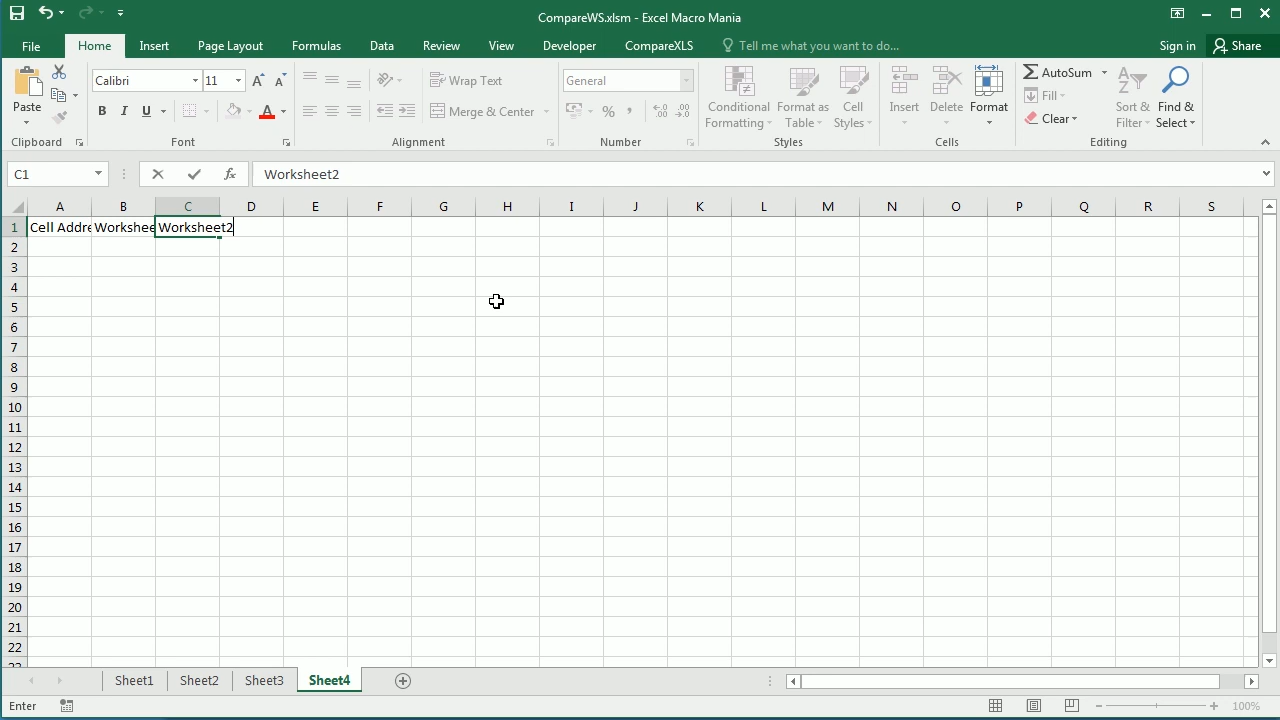 CompareWS.xlsm - Excel Macro Mania
File Home Insert Page Layout Formulas Data Review View Developer CompareXLS Tell me what you want to do... Sign in Share
Paste
Clipboard
Calibri 11
B I U A
Font
Wrap Text
Merge & Center
Alignment
General
% ,
Number
Conditional Formatting
Format as Table
Cell Styles
Styles
Insert Delete Format
Cells
AutoSum
Fill
Clear
Sort & Filter
Find & Select
Editing
C1 fx Worksheet2
A B C D E F G H I J K L M N O P Q R S
1 Cell Addre Workshee Worksheet2
2
3
4
5
6
7
8
9
10
11
12
13
14
15
16
17
18
19
20
21
22
Sheet1 Sheet2 Sheet3 Sheet4
Enter 100%